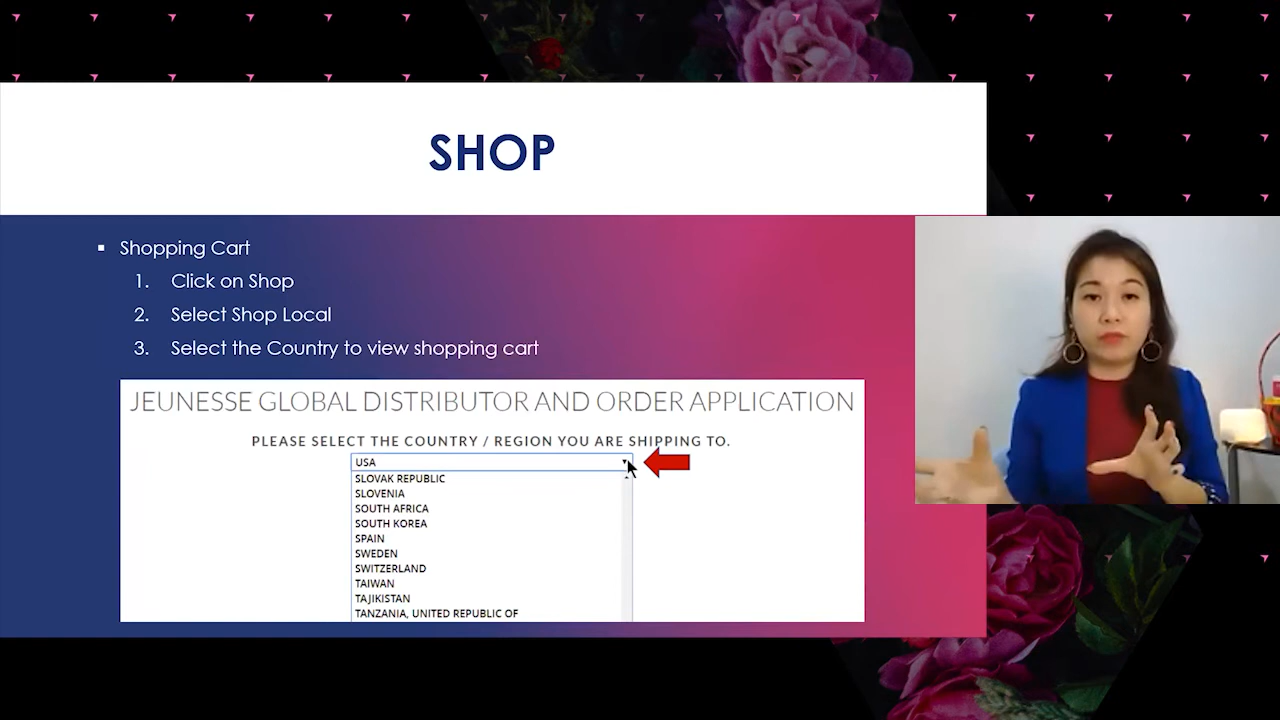 SHOP
Shopping Cart
1. Click on Shop
2. Select Shop Local
3. Select the Country to view shopping cart
JEUNESSE GLOBAL DISTRIBUTOR AND ORDER APPLICATION
PLEASE SELECT THE COUNTRY / REGION YOU ARE SHIPPING TO.
USA
SLOVAK REPUBLIC
SLOVENIA
SOUTH AFRICA
SOUTH KOREA
SPAIN
SWEDEN
SWITZERLAND
TAIWAN
TAJIKISTAN
TANZANIA, UNITED REPUBLIC OF